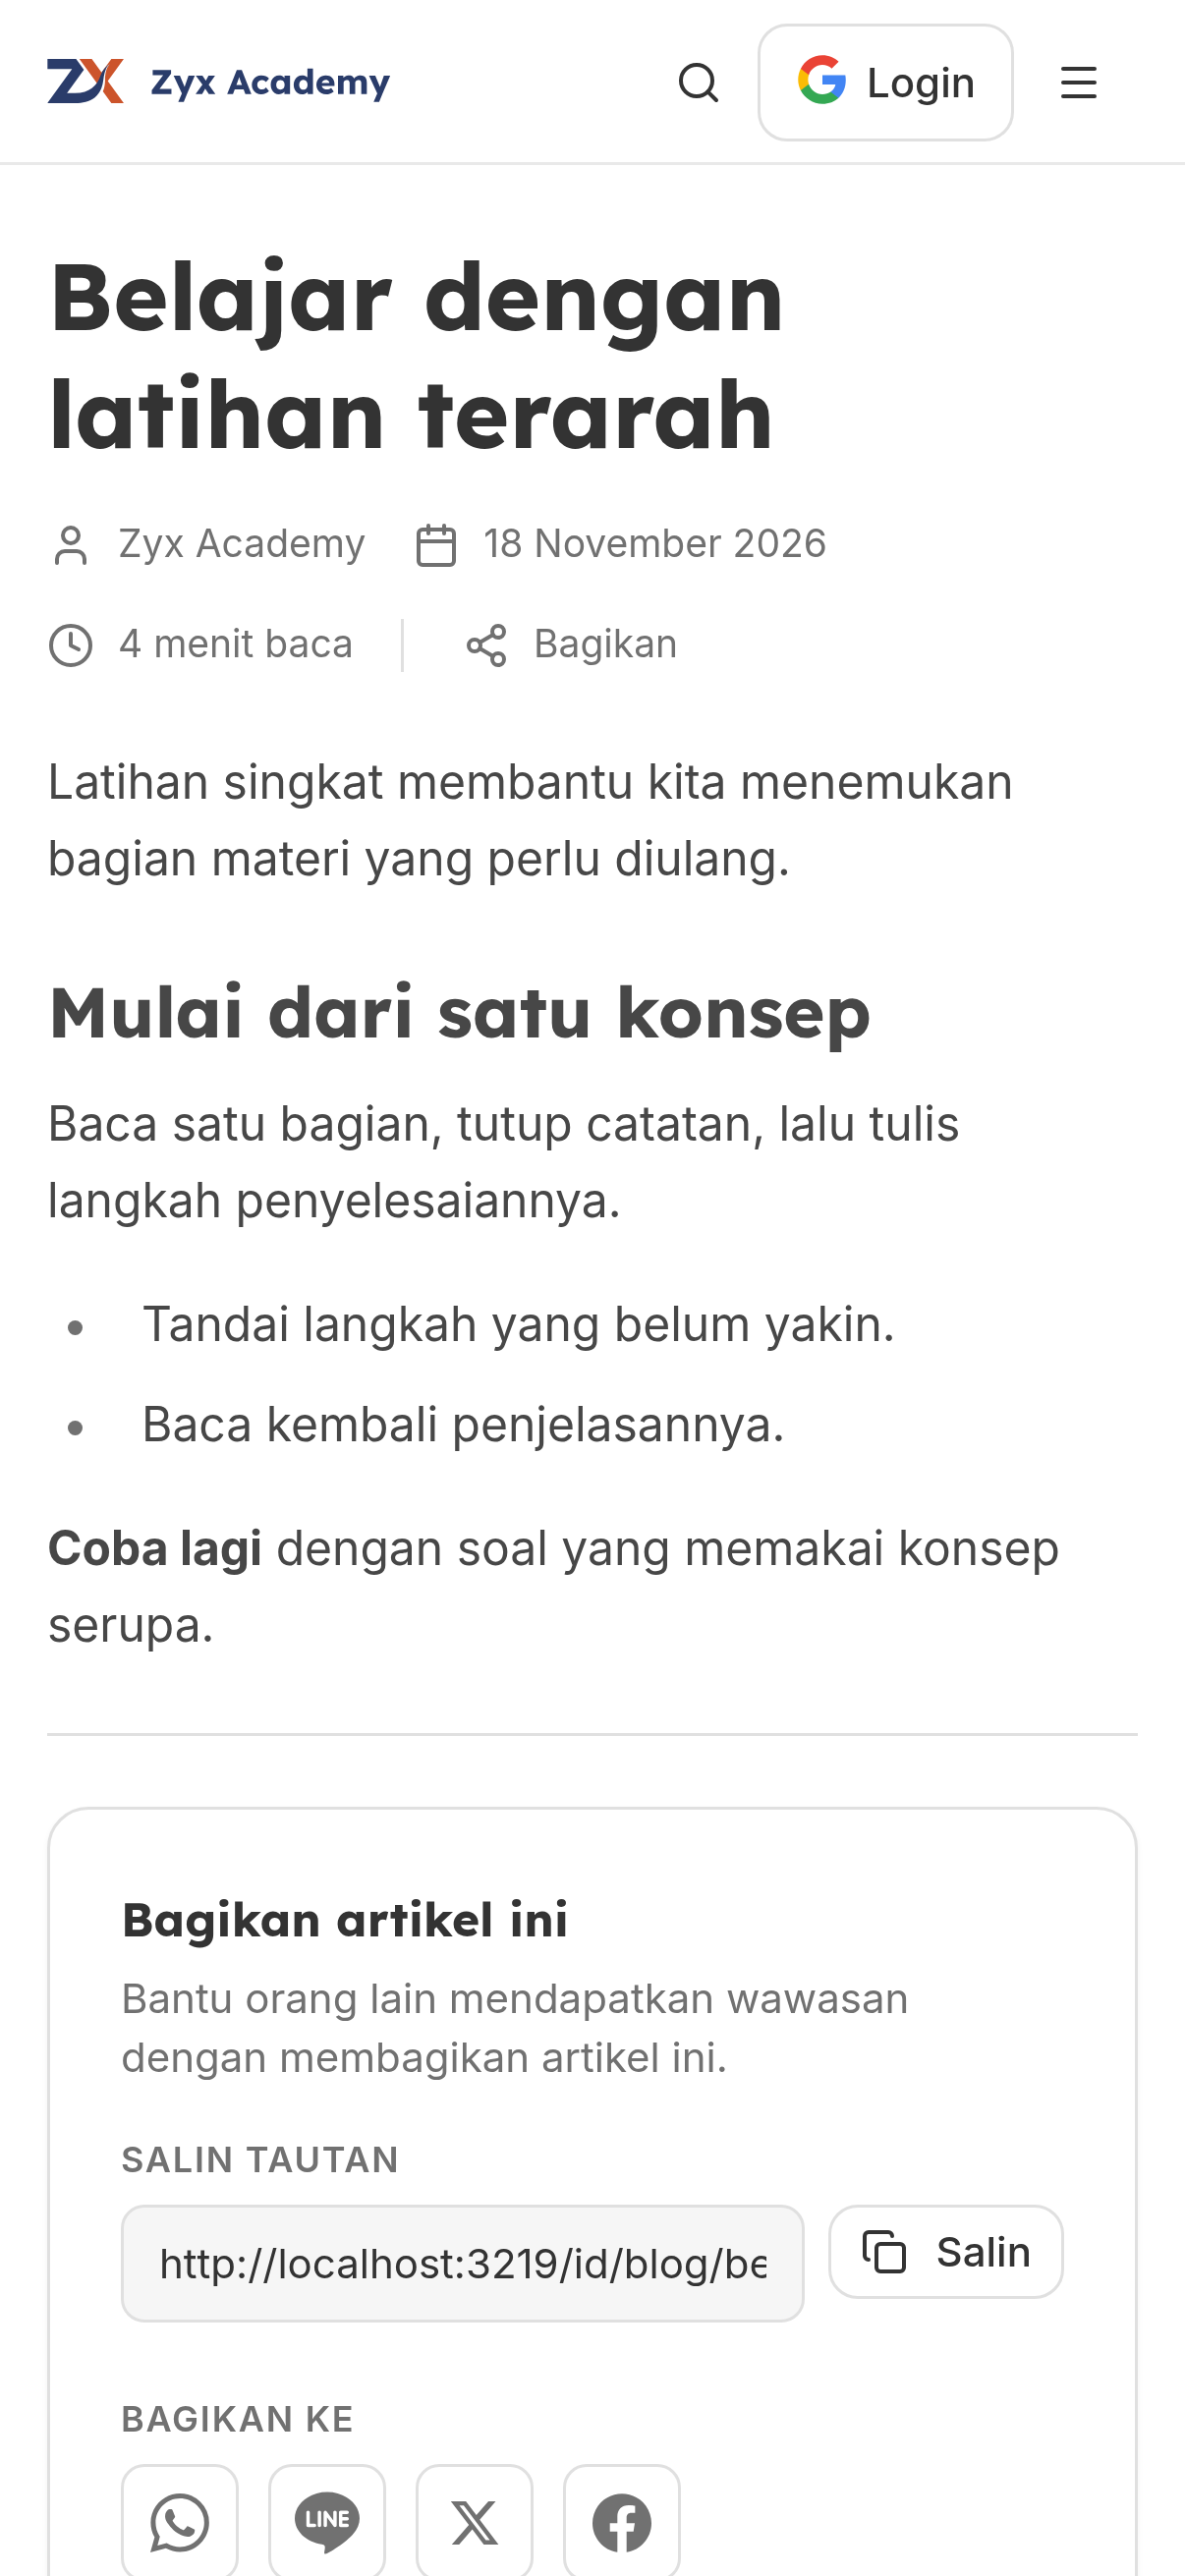 Zyx Academy
Login
Belajar dengan
latihan terarah
Zyx Academy
18 November 2026
4 menit baca
Bagikan
Latihan singkat membantu kita menemukan
bagian materi yang perlu diulang.
Mulai dari satu konsep
Baca satu bagian, tutup catatan, lalu tulis
langkah penyelesaiannya.
• Tandai langkah yang belum yakin.
• Baca kembali penjelasannya.
Coba lagi dengan soal yang memakai konsep
serupa.
Bagikan artikel ini
Bantu orang lain mendapatkan wawasan
dengan membagikan artikel ini.
SALIN TAUTAN
http://localhost:3219/id/blog/be
Salin
BAGIKAN KE
LINE